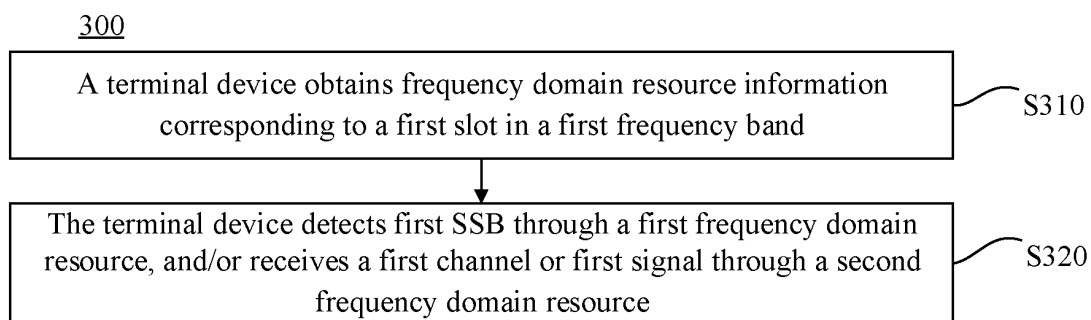 300
A terminal device obtains frequency domain resource information
corresponding to a first slot in a first frequency band
S310
The terminal device detects first SSB through a first frequency domain
resource, and/or receives a first channel or first signal through a second
frequency domain resource
S320